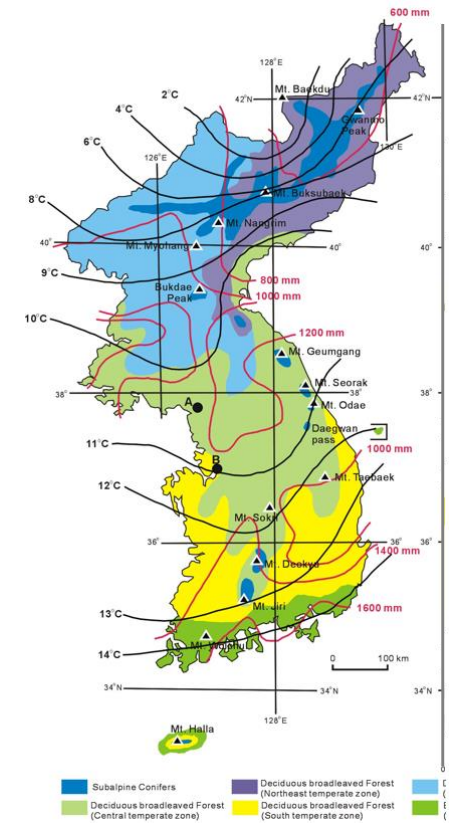 600 mm
128°E
Mt. Baekdu
2°C
42°N
42°N
4°C
Gwanmo
Peak
130°E
6°C
126°E
Mt. Buksubaek
8°C
Mt. Nangrim
40°
Mt. Myohang
40°
40°
9°C
800 mm
Bukdae
Peak
1000 mm
10°C
1200 mm
Mt. Geumgang
Mt. Seorak
38°
38°
38°
A
Mt. Odae
Daegwan
pass
11°C
1000 mm
B
12°C
Mt. Taebaek
Mt. Sokri
36°
36°
36°
1400 mm
Mt. Deokyu
Mt. Jiri
1600 mm
13°C
14°C
0
100 km
34°N
34°N
34°N
128°E
Mt. Halla
Subalpine Conifers
Deciduous broadleaved Forest
(Northeast temperate zone)
Deciduous broadleaved Forest
(Central temperate zone)
Deciduous broadleaved Forest
(South temperate zone)